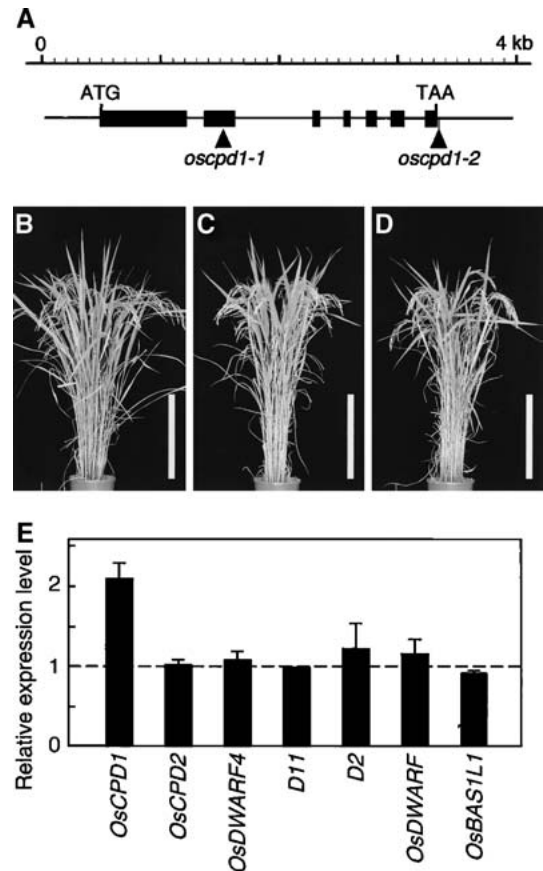 A
0 4 kb
ATG TAA
oscpd1-1 oscpd1-2
B C D
E
Relative expression level
2
1
0
OsCPD1 OsCPD2 OsDWARF4 D11 D2 OsDWARF OsBAS1L1